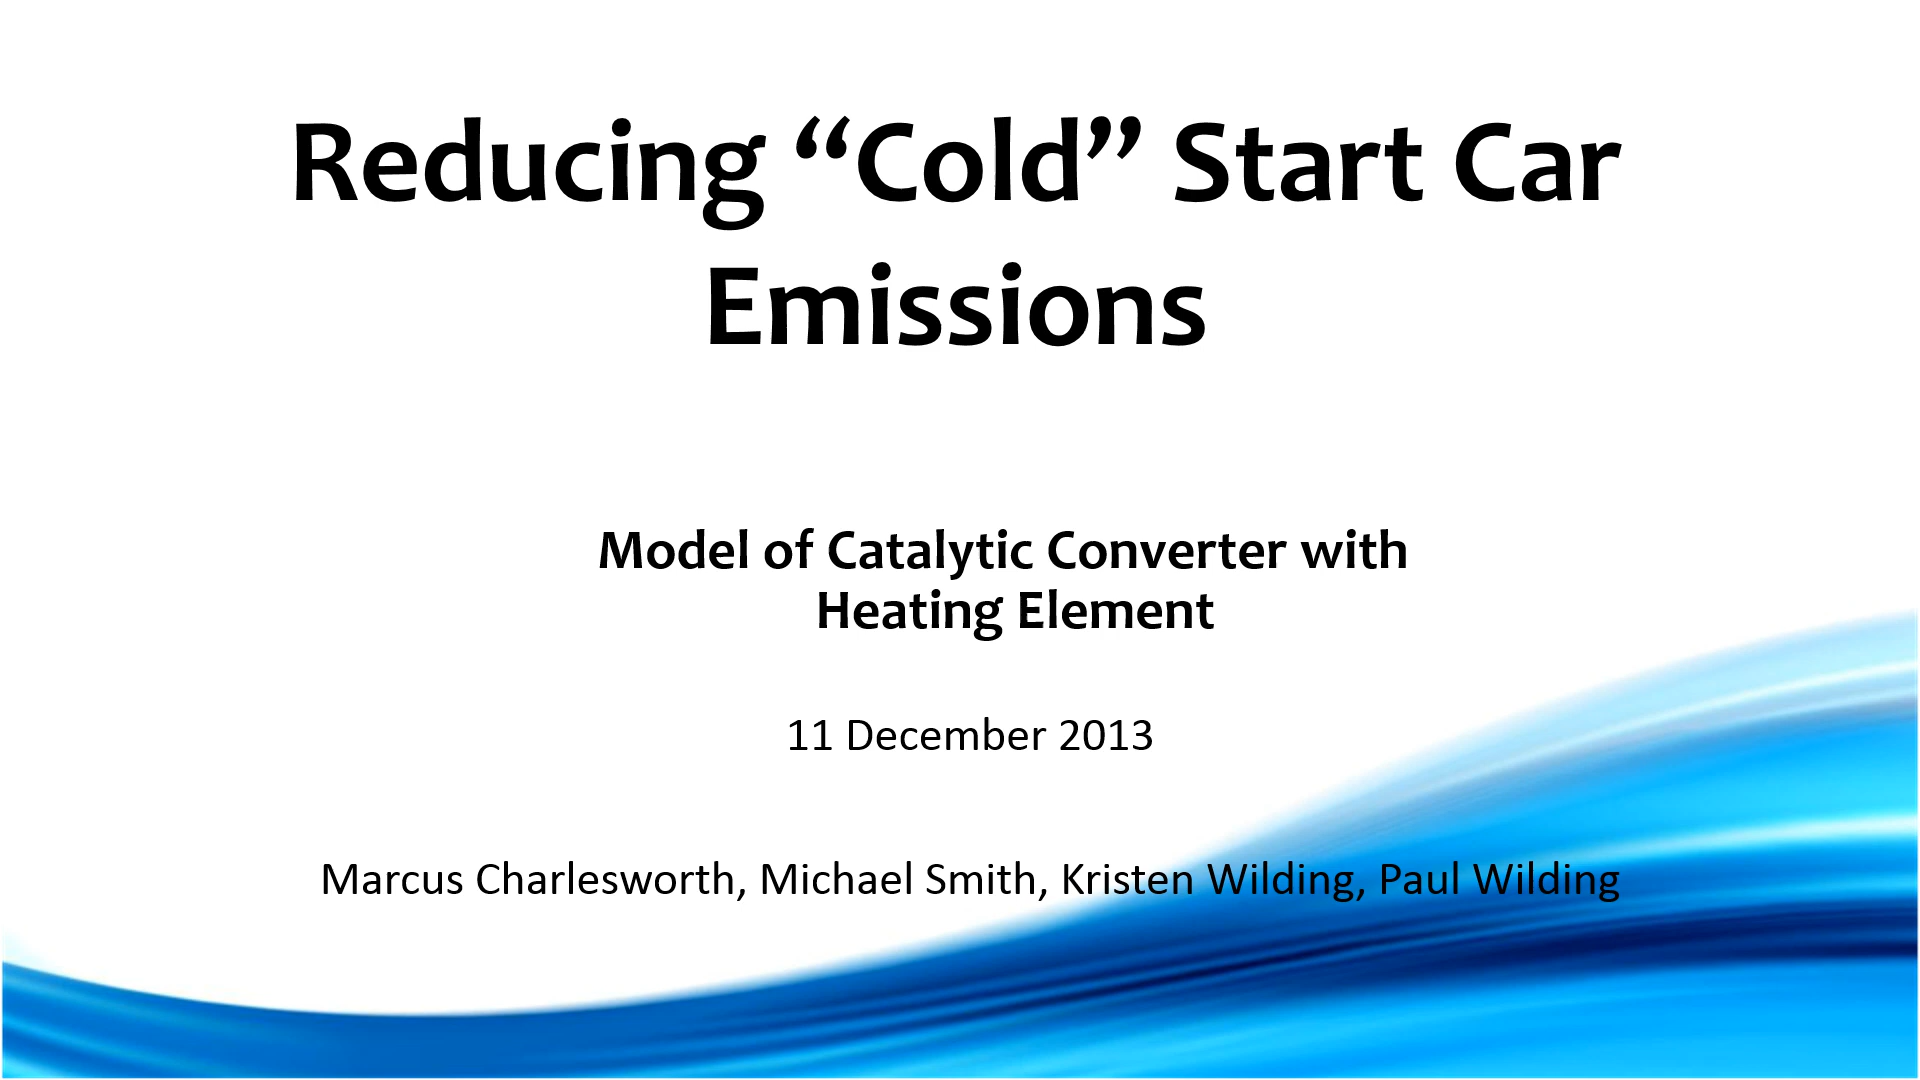 Reducing “Cold” Start Car
Emissions
Model of Catalytic Converter with
Heating Element
11 December 2013
Marcus Charlesworth, Michael Smith, Kristen Wilding, Paul Wilding